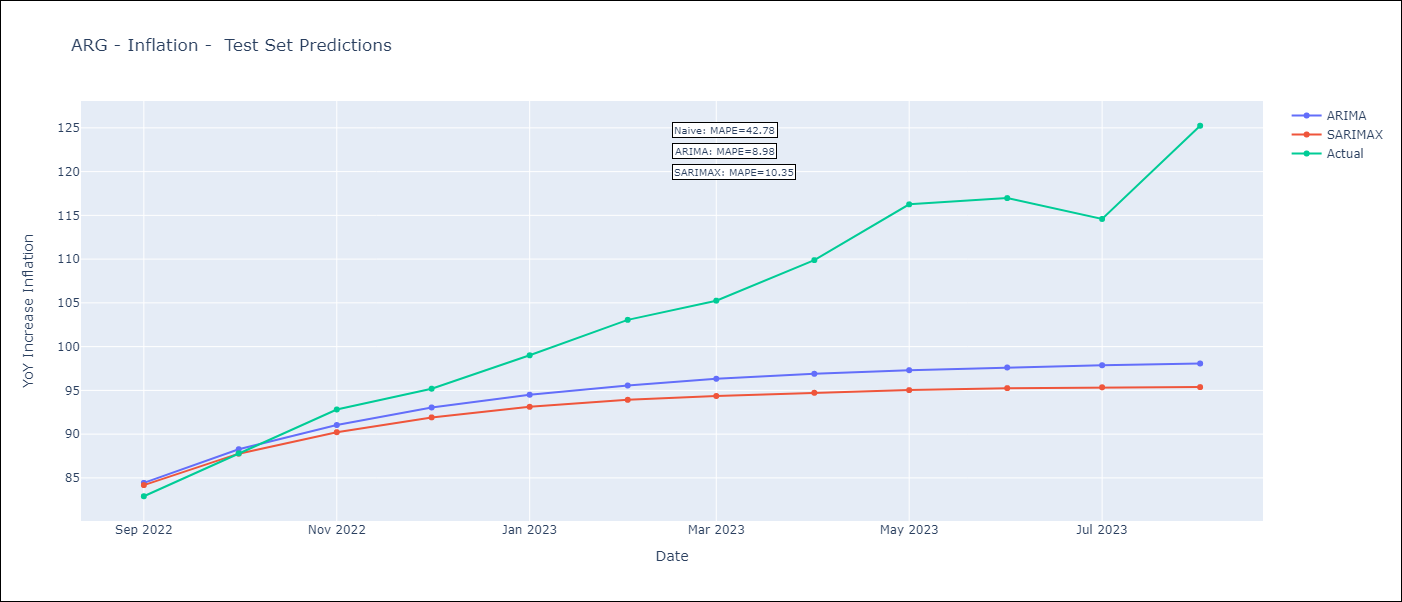 ARG - Inflation -  Test Set Predictions
ARIMA
SARIMAX
Actual
Naive: MAPE=42.78
ARIMA: MAPE=8.98
SARIMAX: MAPE=10.35
YoY Increase Inflation
125
120
115
110
105
100
95
90
85
Sep 2022 Nov 2022 Jan 2023 Mar 2023 May 2023 Jul 2023
Date